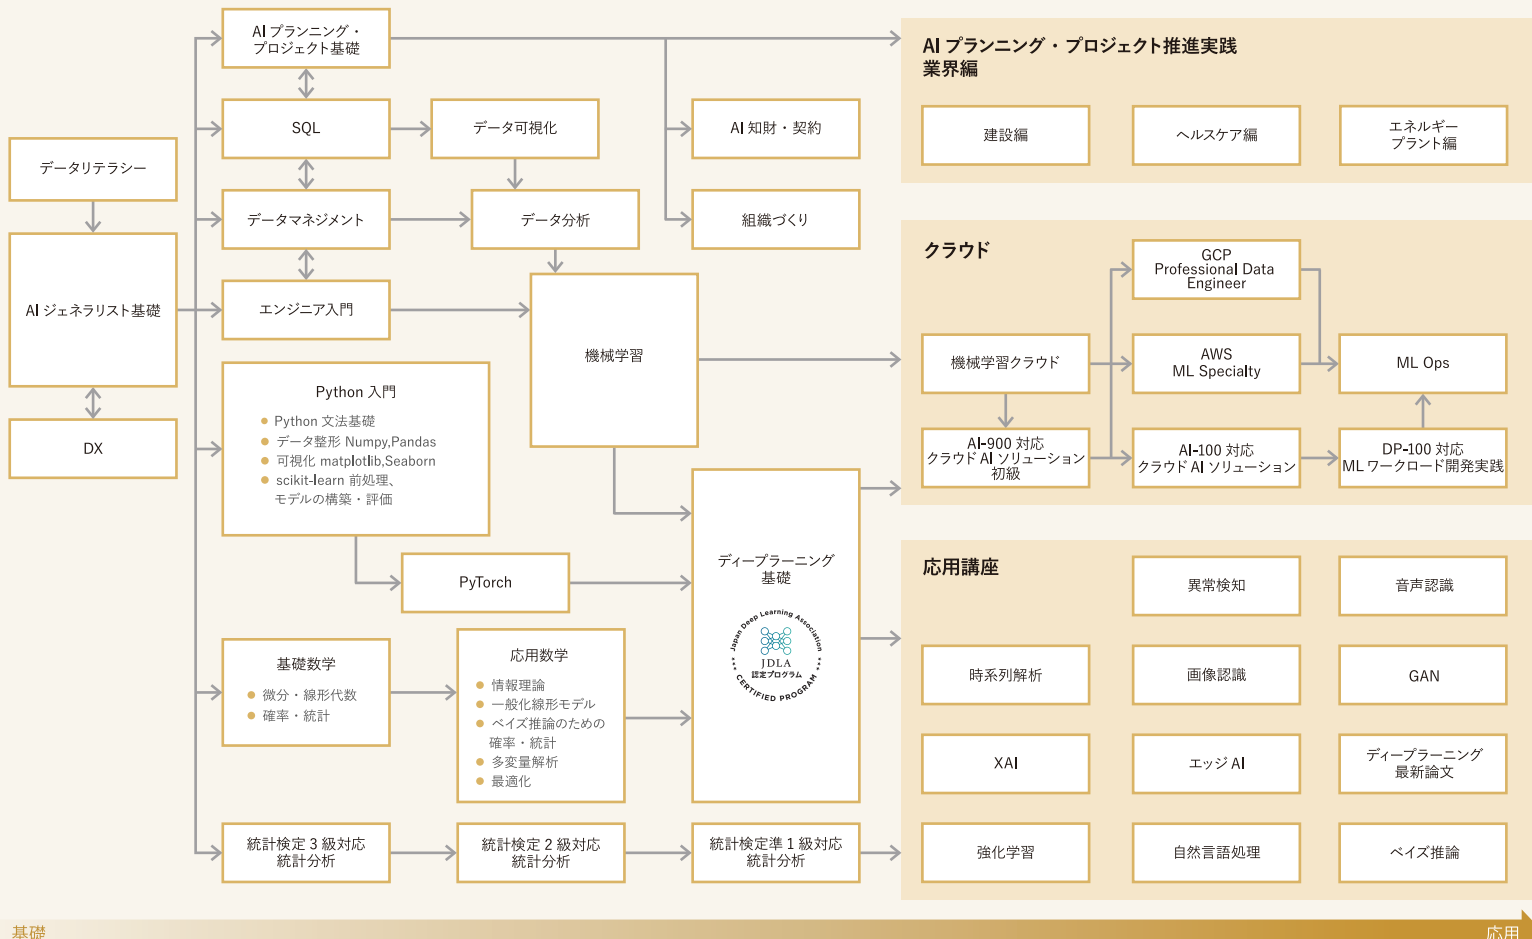 データリテラシー
AI ジェネラリスト基礎
DX
AI プランニング・
プロジェクト基礎
SQL
データ可視化
データマネジメント
データ分析
エンジニア入門
機械学習
AI 知財・契約
組織づくり
Python 入門
Python 文法基礎
データ整形 Numpy,Pandas
可視化 matplotlib,Seaborn
scikit-learn 前処理、
モデルの構築・評価
PyTorch
基礎数学
微分・線形代数
確率・統計
応用数学
情報理論
一般化線形モデル
ベイズ推論のための
確率・統計
多変量解析
最適化
ディープラーニング
基礎
Japan Deep Learning Association
JDLA
認定プログラム
CERTIFIED PROGRAM
統計検定 3 級対応
統計分析
統計検定 2 級対応
統計分析
統計検定準 1 級対応
統計分析
AI プランニング・プロジェクト推進実践
業界編
建設編
ヘルスケア編
エネルギー
プラント編
クラウド
GCP
Professional Data
Engineer
機械学習クラウド
AWS
ML Specialty
ML Ops
AI-900 対応
クラウド AI ソリューション
初級
AI-100 対応
クラウド AI ソリューション
DP-100 対応
ML ワークロード開発実践
応用講座
異常検知
音声認識
時系列解析
画像認識
GAN
XAI
エッジ AI
ディープラーニング
最新論文
強化学習
自然言語処理
ベイズ推論
基礎
応用